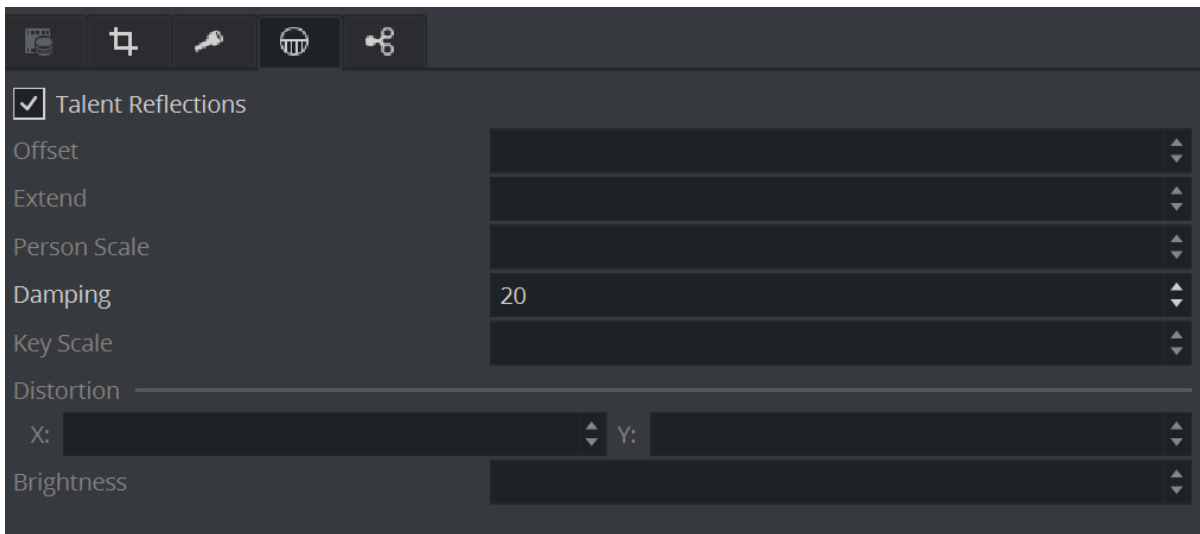 Talent Reflections
Offset
Extend
Person Scale
Damping 20
Key Scale
Distortion
X: Y:
Brightness